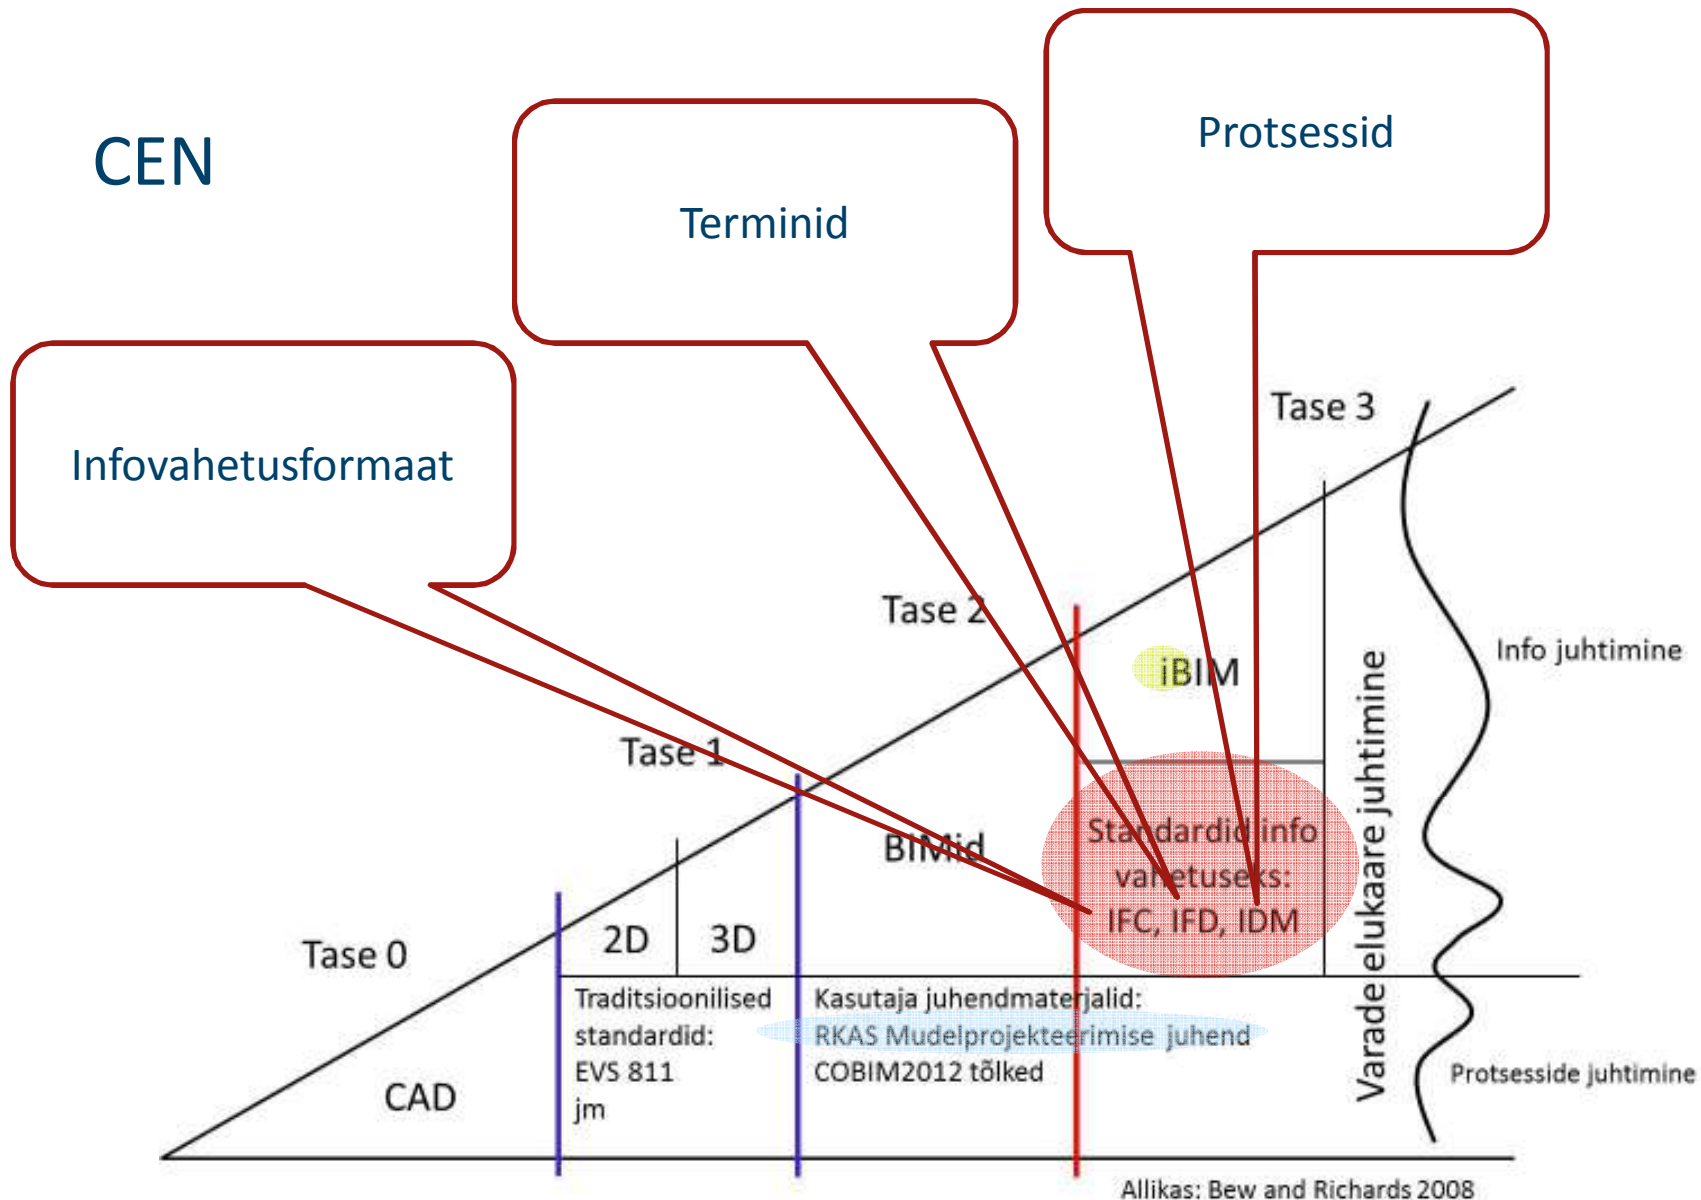 CEN
Protsessid
Terminid
Infovahetusformaat
Tase 3
Tase 2
Tase 1
Tase 0
iBIM
Info juhtimine
BIMid
Standardid info
vahetuseks:
IFC, IFD, IDM
2D
3D
CAD
Varade elukaare juhtimine
Traditsioonilised
standardid:
EVS 811
jm
Kasutaja juhendmaterjalid:
RKAS Mudelprojekteerimise juhend
COBIM2012 tõlked
Protsesside juhtimine
Allikas: Bew and Richards 2008